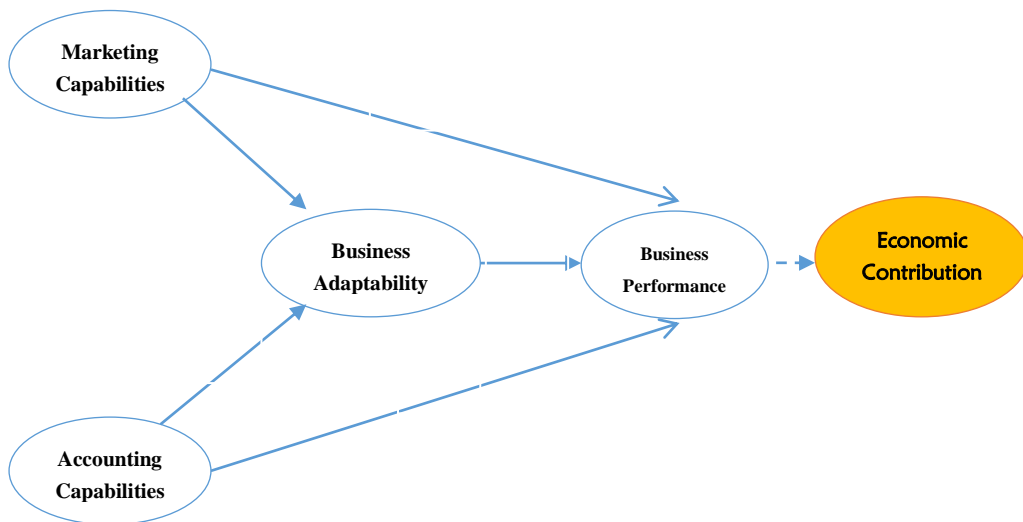 Marketing
Capabilities
Business
Adaptability
Business
Performance
Economic
Contribution
Accounting
Capabilities